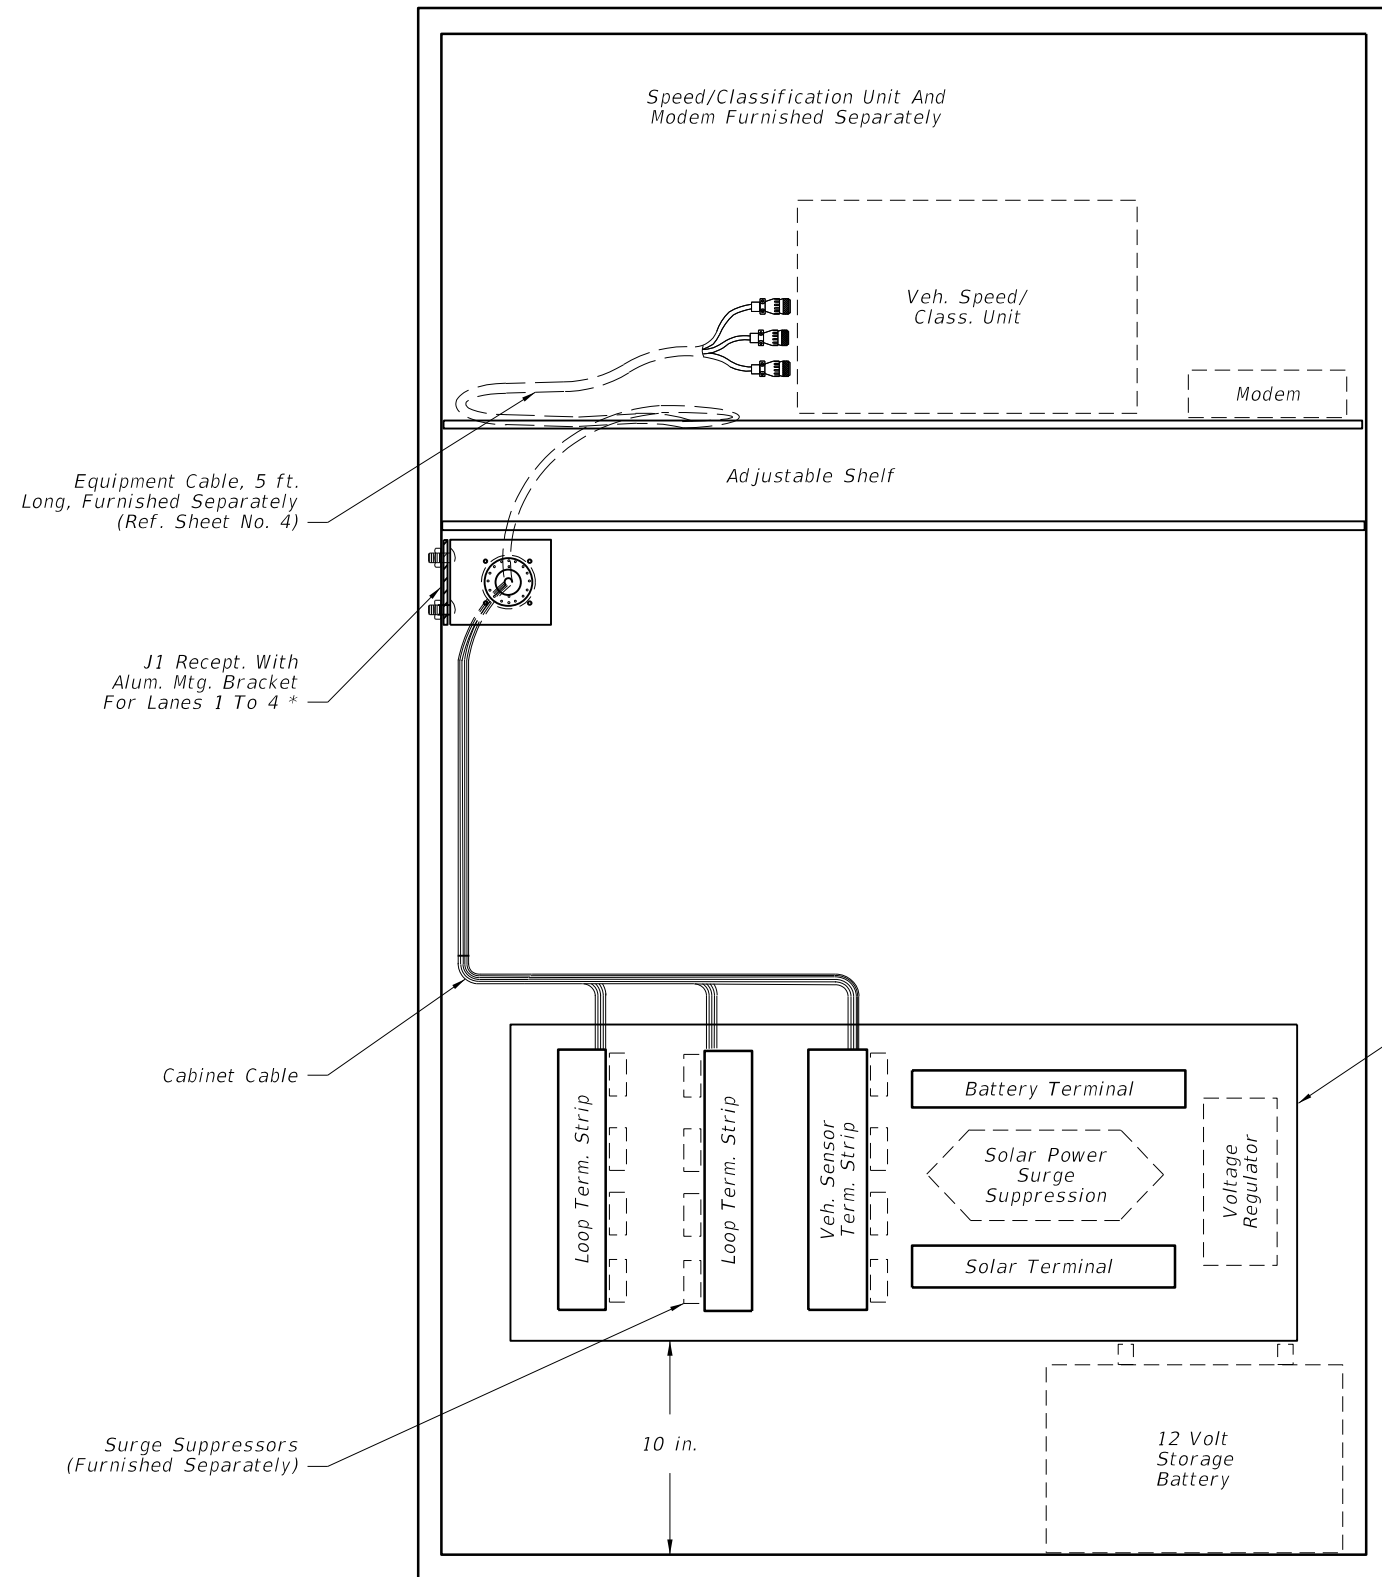 Speed/Classification Unit And
Modem Furnished Separately
Veh. Speed/
Class. Unit
Modem
Adjustable Shelf
Equipment Cable, 5 ft.
Long, Furnished Separately
(Ref. Sheet No. 4)
J1 Recept. With
Alum. Mtg. Bracket
For Lanes 1 To 4 *
Cabinet Cable
Loop Term. Strip
Loop Term. Strip
Veh. Sensor
Term. Strip
Battery Terminal
Solar Power
Surge
Suppression
Solar Terminal
Voltage
Regulator
Surge Suppressors
(Furnished Separately)
10 in.
12 Volt
Storage
Battery